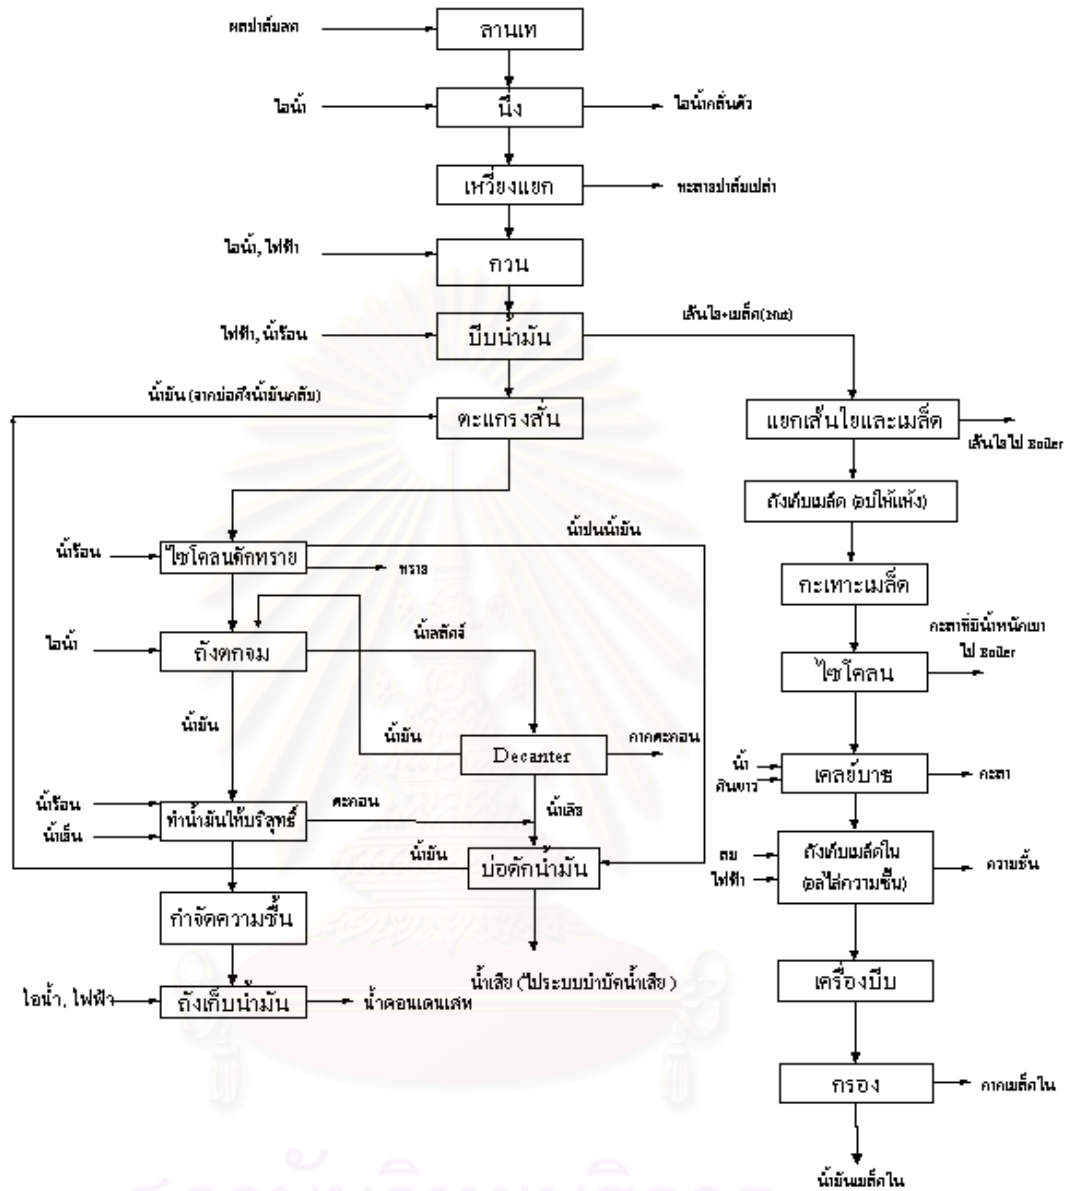 ผลปาล์มสด
ลานเท
ไอน้ำ
นึ่ง
ไอน้ำกลั่นตัว
เหวี่ยงแยก
ทะลายปาล์มเปล่า
ไอน้ำ, ไฟฟ้า
กวน
ไฟฟ้า, น้ำร้อน
บีบน้ำมัน
เส้นใย+เมล็ด(Nut)
น้ำมัน (จากบ่อดึงน้ำมันกลับ)
ตะแกรงสั่น
แยกเส้นใยและเมล็ด
เส้นใยไป Boiler
ถังเก็บเมล็ด (อบให้แห้ง)
น้ำร้อน
ไซโคลนดักทราย
น้ำปนน้ำมัน
ทราย
กะเทาะเมล็ด
ไอน้ำ
ถังตกจม
น้ำสลัดจ์
กะลาที่มีน้ำหนักเบา
ไป Boiler
ไซโคลน
น้ำมัน
น้ำมัน
Decanter
กากตะกอน
น้ำ
ดินขาว
เคลย์บาธ
กะลา
น้ำร้อน
น้ำเย็น
ทำน้ำมันให้บริสุทธิ์
ตะกอน
น้ำเสีย
น้ำมัน
บ่อดักน้ำมัน
ลม
ไฟฟ้า
ถังเก็บเมล็ดใน
(อลไล่ความชื้น)
ความชื้น
กำจัดความชื้น
น้ำเสีย (ไประบบบำบัดน้ำเสีย )
เครื่องบีบ
ไอน้ำ, ไฟฟ้า
ถังเก็บน้ำมัน
น้ำคอนเดนเสท
กรอง
กากเมล็ดใน
น้ำมันเมล็ดใน